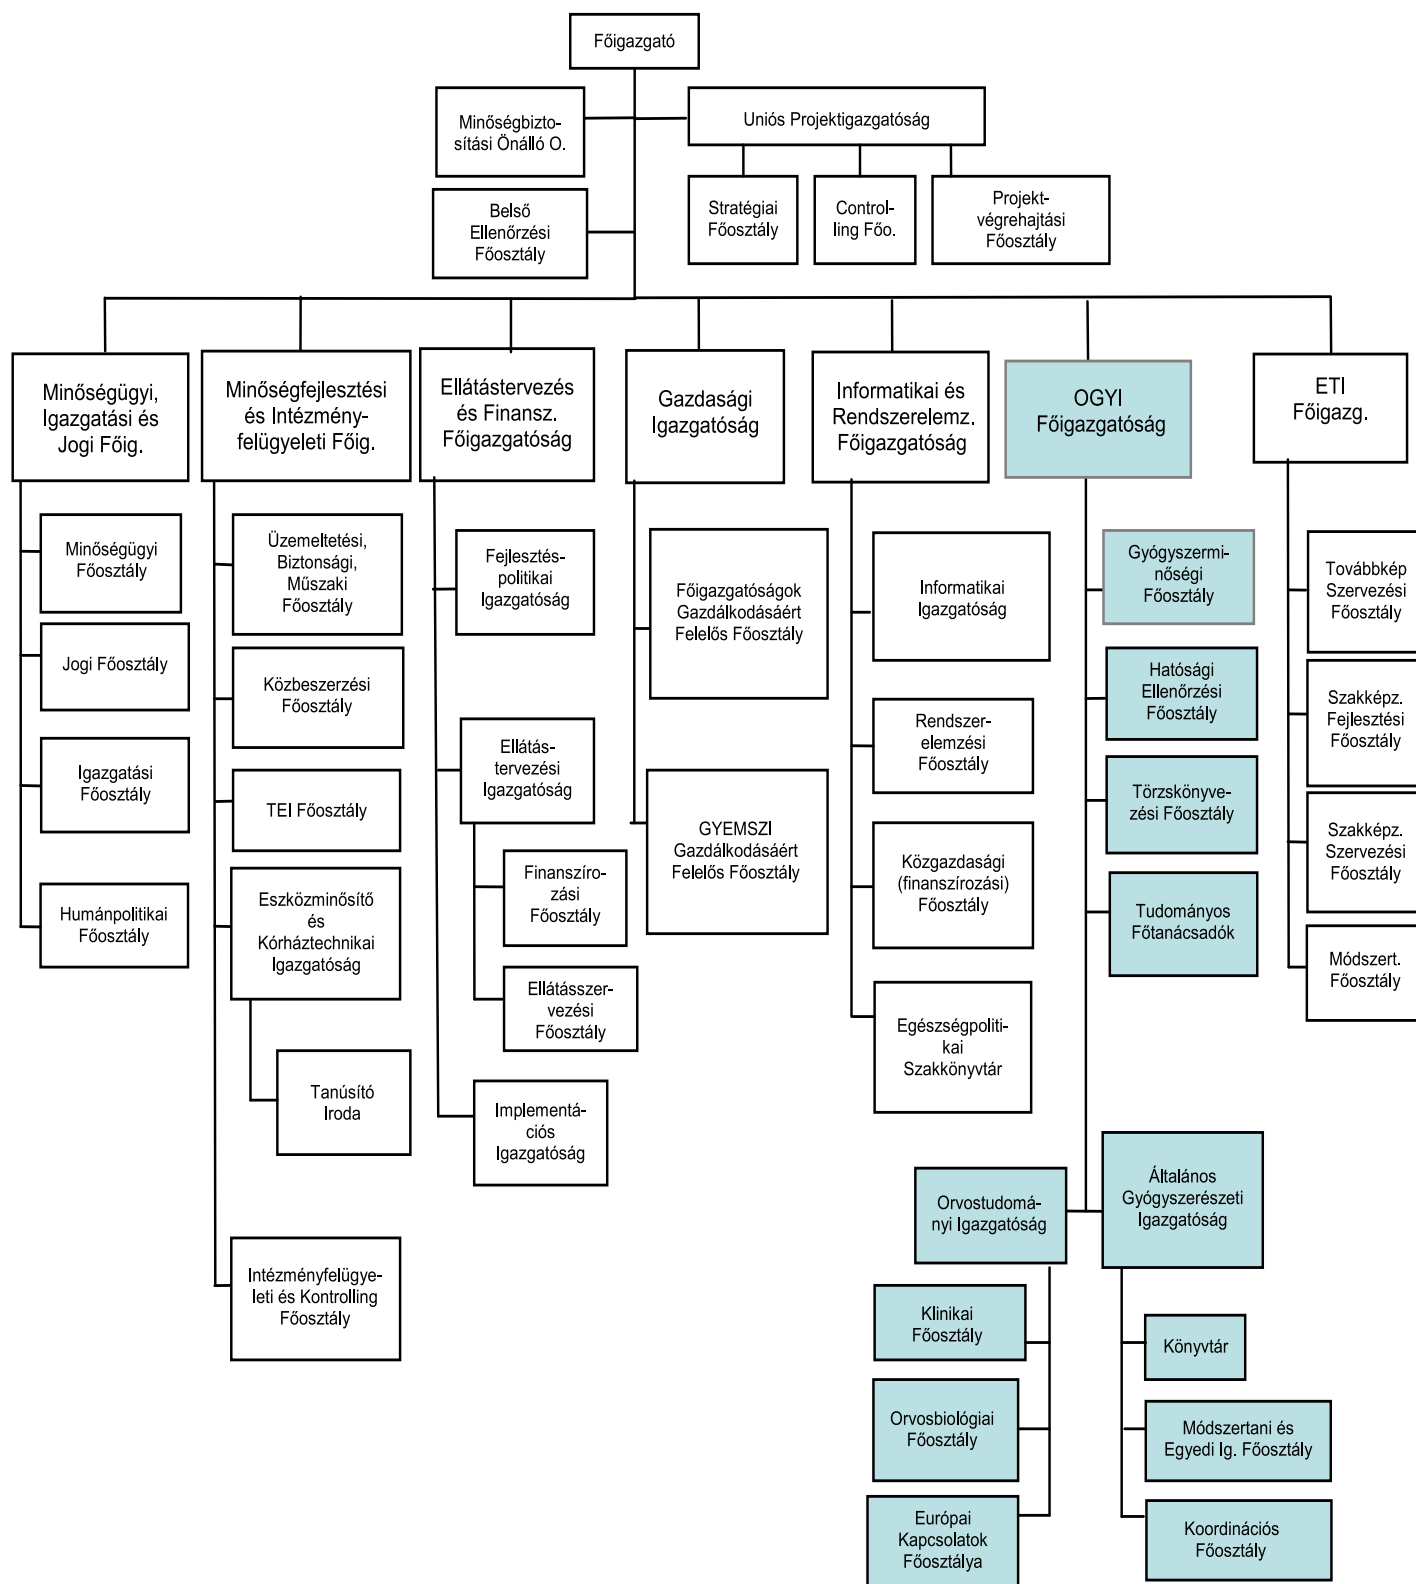 Főigazgató
Minőségbizto-
sítási Önálló O.
Uniós Projektigazgatóság
Belső
Ellenőrzési
Főosztály
Stratégiai
Főosztály
Control-
ling Főo.
Projekt-
végrehajtási
Főosztály
Minőségügyi,
Igazgatási és
Jogi Főig.
Minőségfejlesztési
és Intézmény-
felügyeleti Főig.
Ellátástervezés
és Finansz.
Főigazgatóság
Gazdasági
Igazgatóság
Informatikai és
Rendszerelemz.
Főigazgatóság
OGYI
Főigazgatóság
ETI
Főigazg.
Minőségügyi
Főosztály
Jogi Főosztály
Igazgatási
Főosztály
Humánpolitikai
Főosztály
Üzemeltetési,
Biztonsági,
Műszaki
Főosztály
Közbeszerzési
Főosztály
TEI Főosztály
Eszközminősítő
és
Kórháztechnikai
Igazgatóság
Tanúsító
Iroda
Intézményfelügye-
leti és Kontrolling
Főosztály
Fejlesztés-
politikai
Igazgatóság
Ellátás-
tervezési
Igazgatóság
Finanszíro-
zási
Főosztály
Ellátásszer-
vezési
Főosztály
Implementá-
ciós
Igazgatóság
Főigazgatóságok
Gazdálkodásáért
Felelős Főosztály
GYEMSZI
Gazdálkodásáért
Felelős Főosztály
Informatikai
Igazgatóság
Rendszer-
elemzési
Főosztály
Közgazdasági
(finanszírozási)
Főosztály
Egészségpoliti-
kai
Szakkönyvtár
Gyógyszermi-
nőségi
Főosztály
Hatósági
Ellenőrzési
Főosztály
Törzskönyve-
zési Főosztály
Tudományos
Főtanácsadók
Orvostudomá-
nyi Igazgatóság
Klinikai
Főosztály
Orvosbiológiai
Főosztály
Európai
Kapcsolatok
Főosztálya
Általános
Gyógyszerészeti
Igazgatóság
Könyvtár
Módszertani és
Egyedi Ig. Főosztály
Koordinációs
Főosztály
Továbbkép
Szervezési
Főosztály
Szakképz.
Fejlesztési
Főosztály
Szakképz.
Szervezési
Főosztály
Módszert.
Főosztály